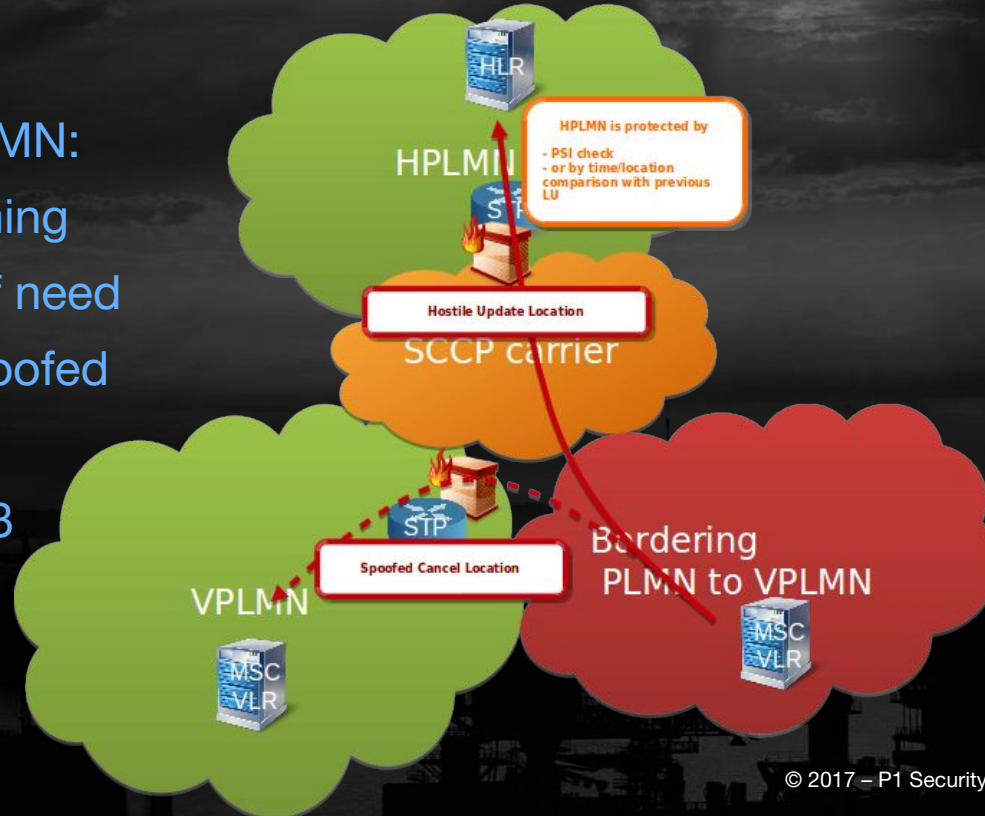 MN:
ning
f need
oofed
3
HLR
HPLMN
HPLMN is protected by
- PSI check
- or by time/location
comparison with previous
LU
Hostile Update Location
SCCP carrier
STP
Spoofed Cancel Location
VPLMN
MSC
VLR
Bordering
PLMN to VPLMN
MSC
VLR
© 2017 – P1 Security